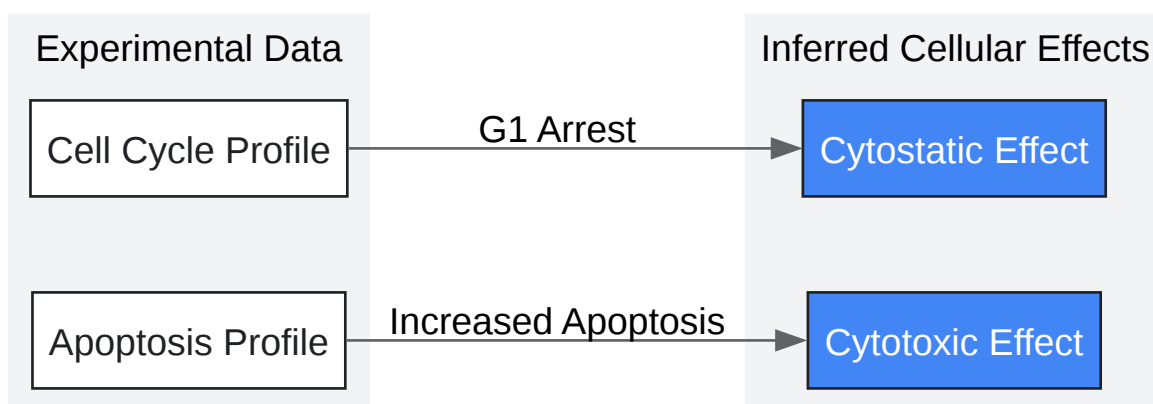 Experimental Data
Inferred Cellular Effects
Cell Cycle Profile
G1 Arrest
Cytostatic Effect
Apoptosis Profile
Increased Apoptosis
Cytotoxic Effect